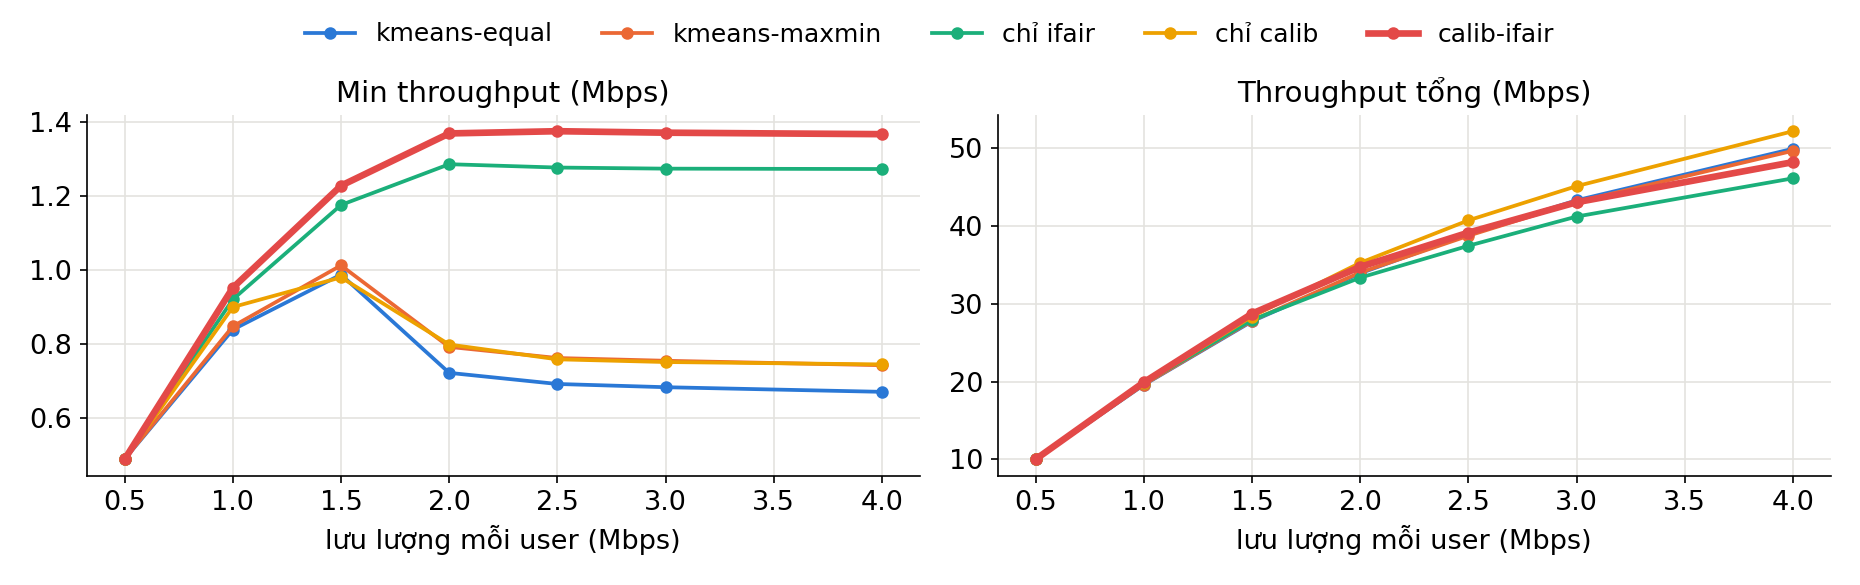 kmeans-equal kmeans-maxmin chỉ ifair chỉ calib calib-ifair
Min throughput (Mbps)
1.4
1.2
1.0
0.8
0.6
0.5 1.0 1.5 2.0 2.5 3.0 3.5 4.0
lưu lượng mỗi user (Mbps)
Throughput tổng (Mbps)
50
40
30
20
10
0.5 1.0 1.5 2.0 2.5 3.0 3.5 4.0
lưu lượng mỗi user (Mbps)